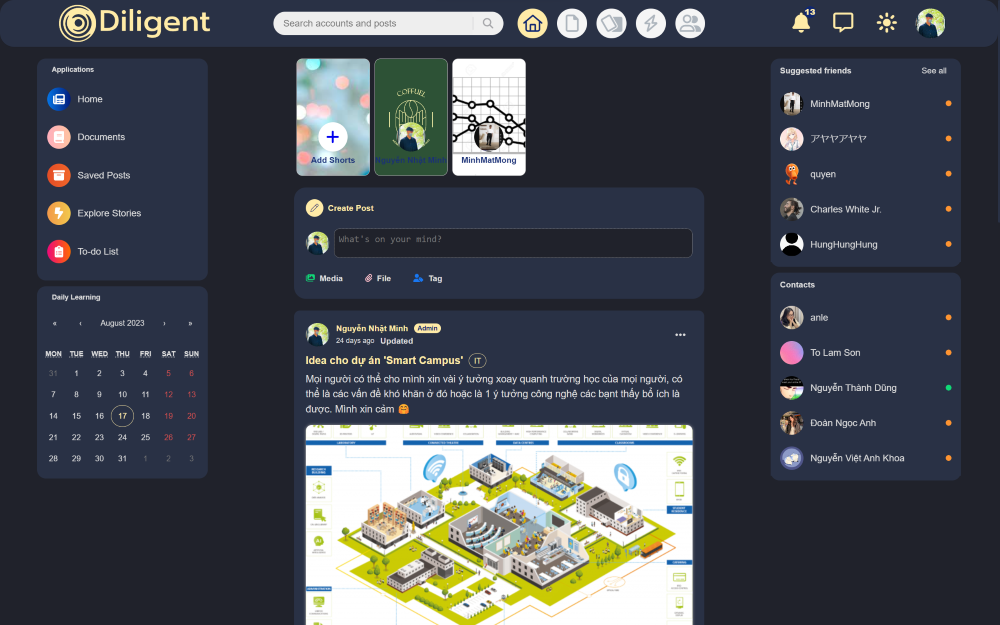 Diligent
Search accounts and posts
13
Applications
Home
Documents
Saved Posts
Explore Stories
To-do List
Daily Learning
« ‹ August 2023 › »
MON TUE WED THU FRI SAT SUN
31 1 2 3 4 5 6
7 8 9 10 11 12 13
14 15 16 17 18 19 20
21 22 23 24 25 26 27
28 29 30 31 1 2 3
Add Shorts
COFFUEL
Nguyễn Nhật Minh
MinhMatMong
Create Post
What's on your mind?
Media
File
Tag
Nguyễn Nhật Minh Admin
24 days ago Updated
Idea cho dự án 'Smart Campus' IT
Mọi người có thể cho mình xin vài ý tưởng xoay quanh trường học của mọi người, có
thể là các vấn đề khó khăn ở đó hoặc là 1 ý tưởng công nghệ các bạnt thấy bổ ích là
được. Mình xin cảm 🤗
Suggested friends See all
MinhMatMong
アヤヤアヤヤ
quyen
Charles White Jr.
HungHungHung
Contacts
anle
To Lam Son
Nguyễn Thành Dũng
Đoàn Ngọc Anh
Nguyễn Việt Anh Khoa